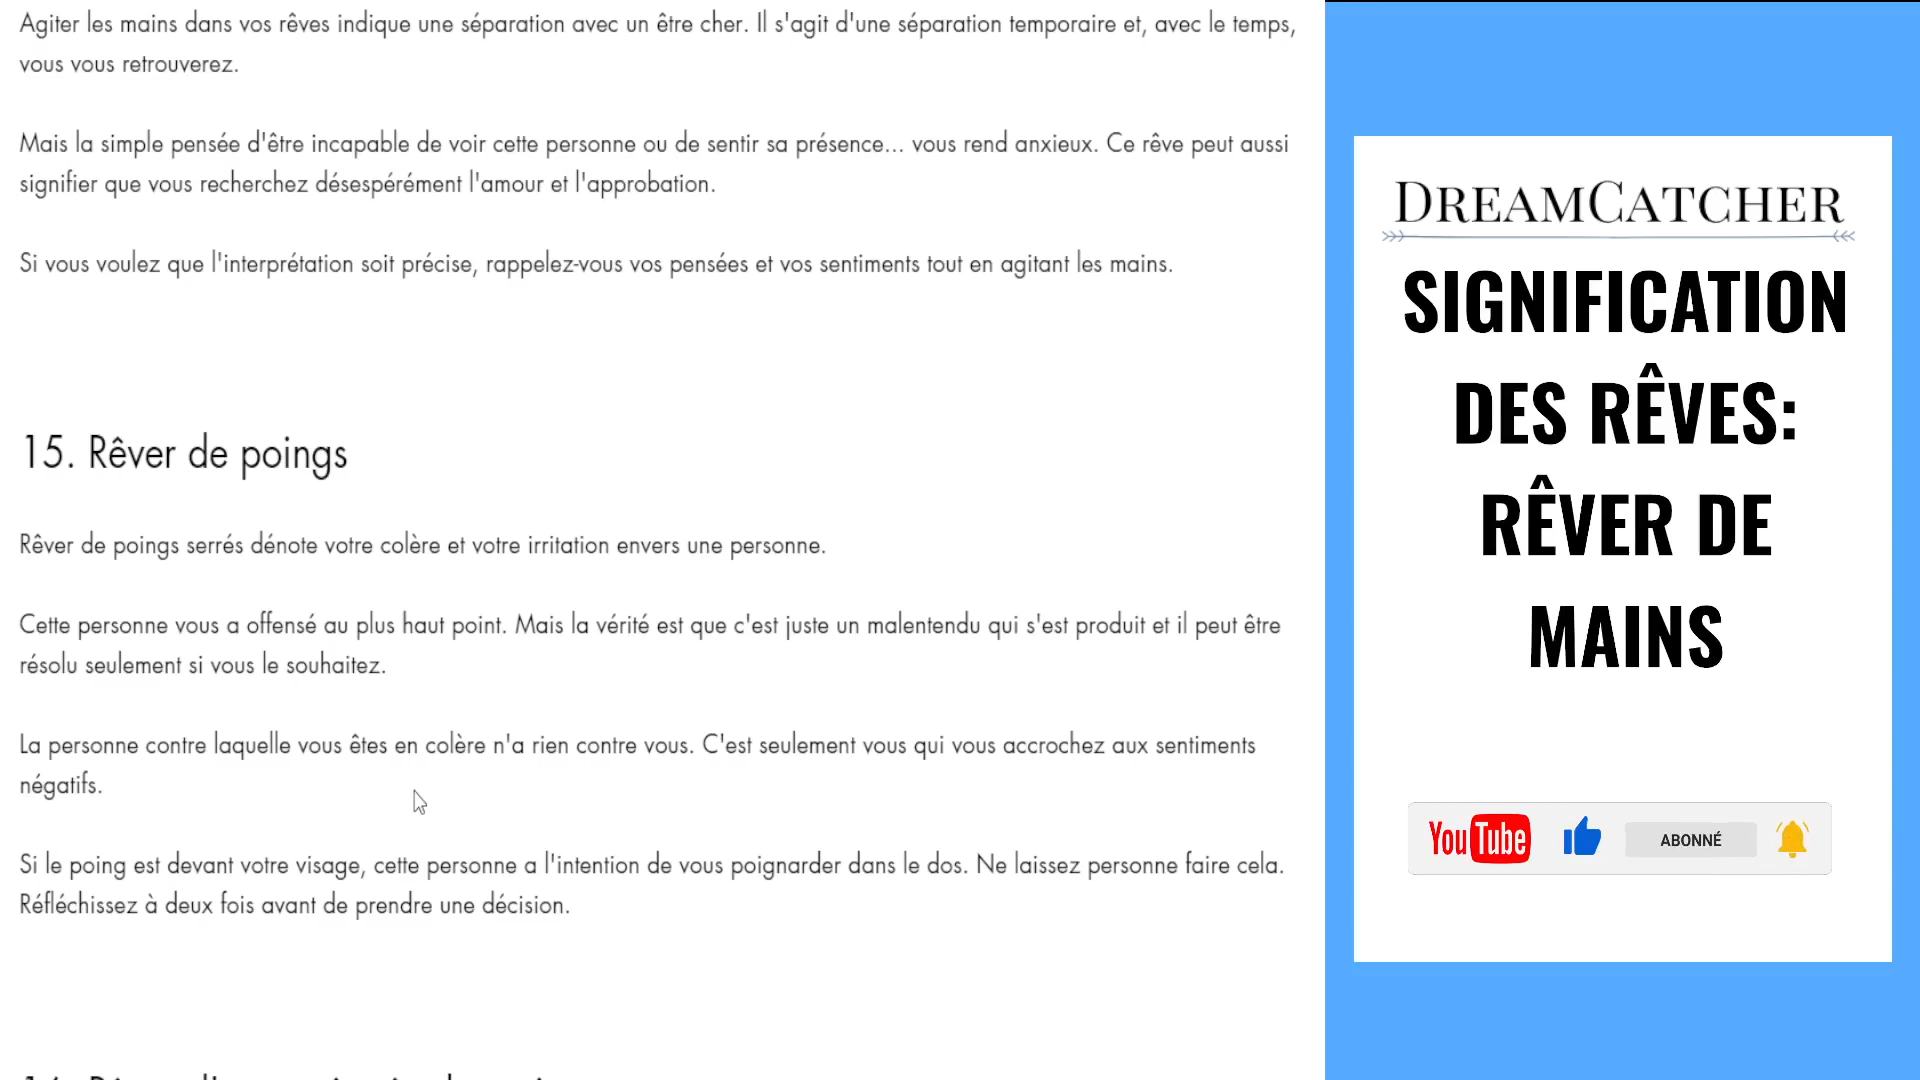 Agiter les mains dans vos rêves indique une séparation avec un être cher. Il s'agit d'une séparation temporaire et, avec le temps,
vous vous retrouverez.
Mais la simple pensée d'être incapable de voir cette personne ou de sentir sa présence... vous rend anxieux. Ce rêve peut aussi
signifier que vous recherchez désespérément l'amour et l'approbation.
Si vous voulez que l'interprétation soit précise, rappelez-vous vos pensées et vos sentiments tout en agitant les mains.
15. Rêver de poings
Rêver de poings serrés dénote votre colère et votre irritation envers une personne.
Cette personne vous a offensé au plus haut point. Mais la vérité est que c'est juste un malentendu qui s'est produit et il peut être
résolu seulement si vous le souhaitez.
La personne contre laquelle vous êtes en colère n'a rien contre vous. C'est seulement vous qui vous accrochez aux sentiments
négatifs.
Si le poing est devant votre visage, cette personne a l'intention de vous poignarder dans le dos. Ne laissez personne faire cela.
Réfléchissez à deux fois avant de prendre une décision.
DREAMCATCHER
SIGNIFICATION
DES RÊVES:
RÊVER DE
MAINS
YouTube
ABONNÉ